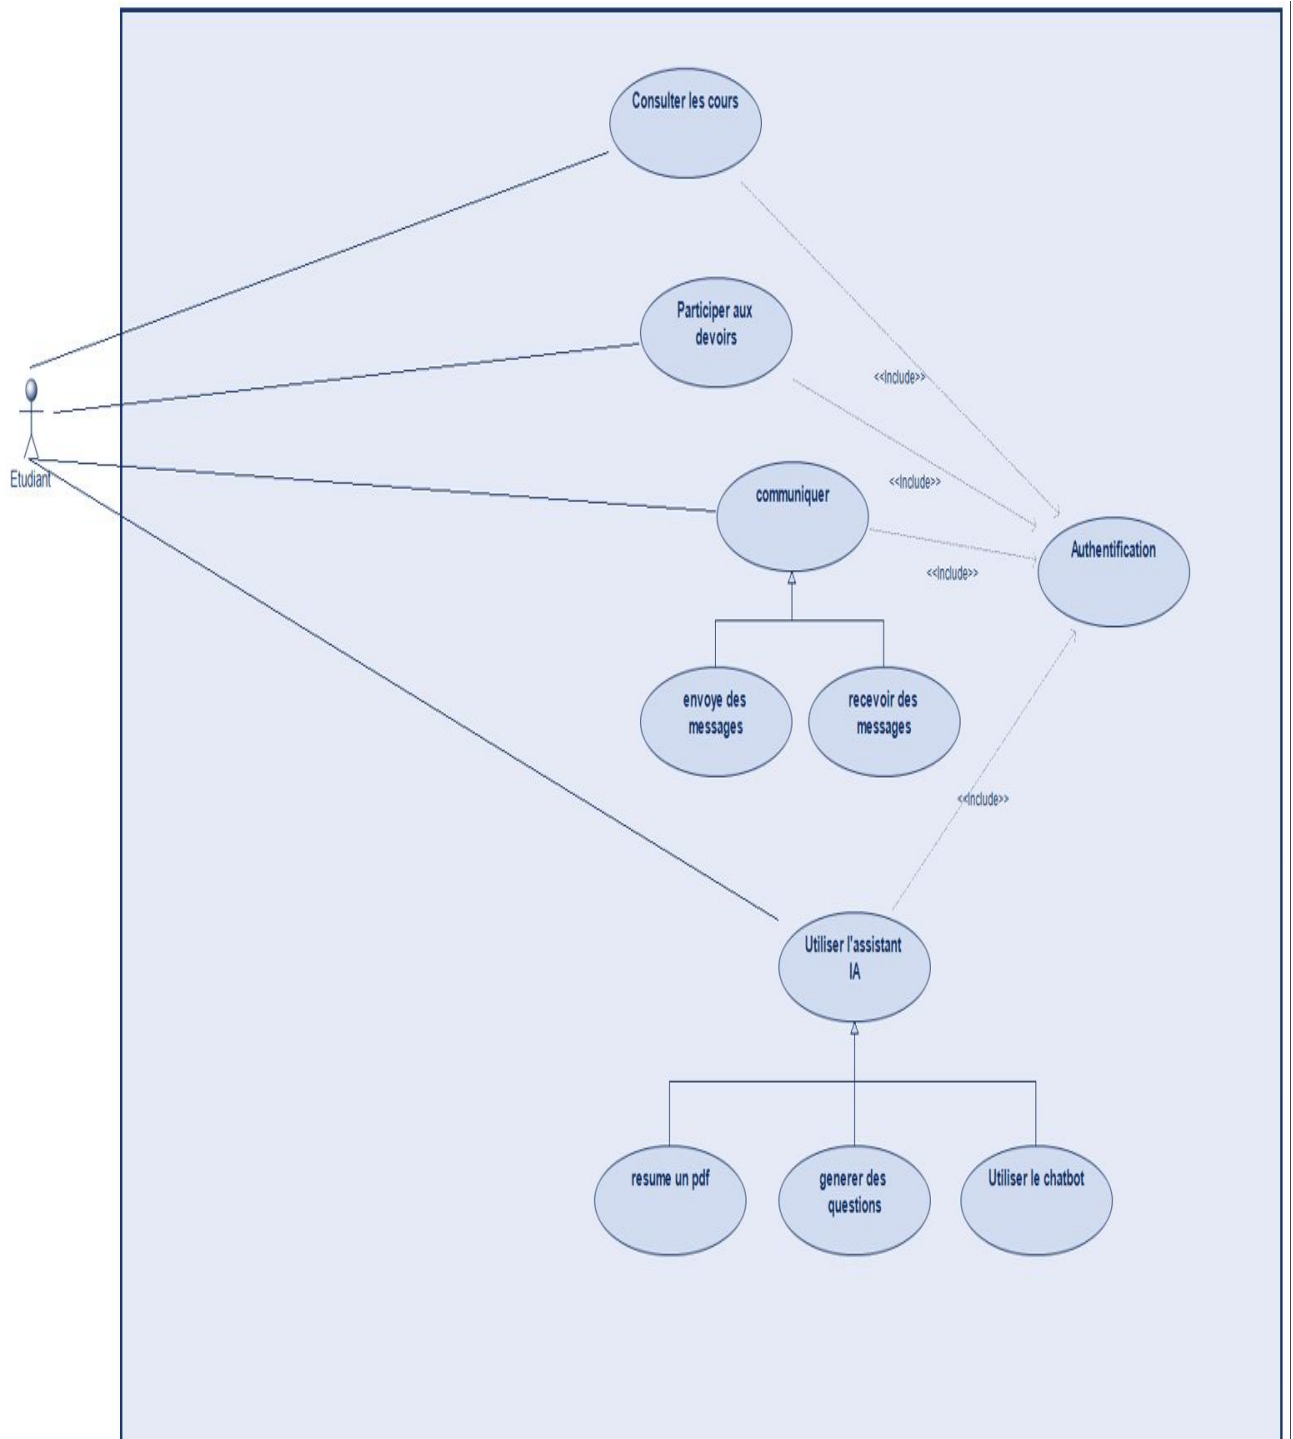 Consulter les cours
Participer aux
devoirs
<<Include>>
Etudiant
<<Include>>
communiquer
Authentification
<<Include>>
envoye des
messages
recevoir des
messages
<<Include>>
Utiliser l'assistant
IA
resume un pdf
generer des
questions
Utiliser le chatbot